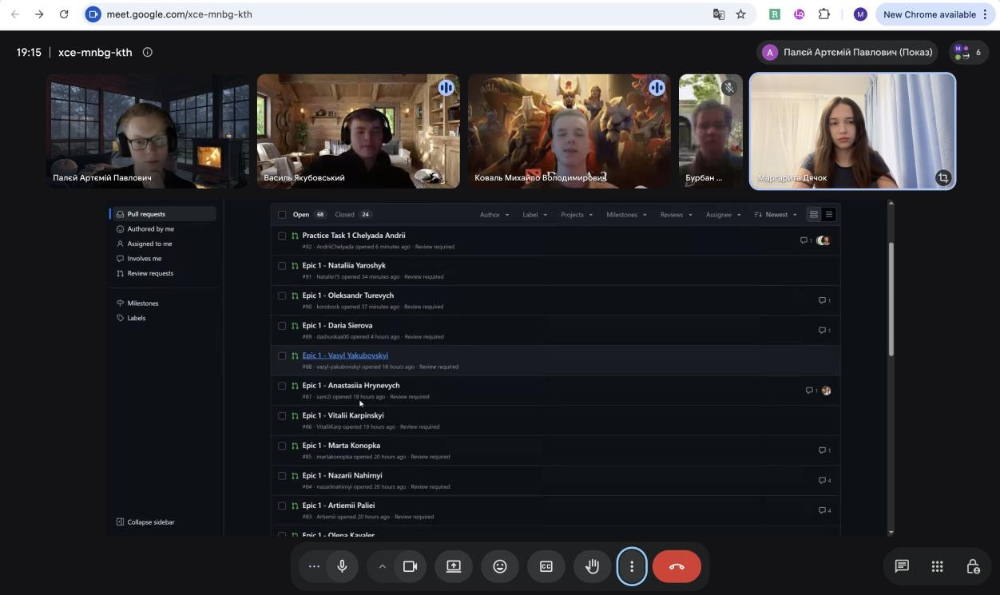 meet.google.com/xce-mnbg-kth
New Chrome available
19:15 | xce-mnbg-kth
Палєй Артємій Павлович (Показ)
6
Палєй Артємій Павлович
Василь Якубовський
Коваль Михайло Володимирович
Бурбан ...
Маргарита Дячок
Pull requests
Authored by me
Assigned to me
Involves me
Review requests
Milestones
Labels
Collapse sidebar
Open 68 Closed 24 Author Label Projects Milestones Reviews Assignee Newest
Practice Task 1 Chelyada Andrii
#92 · AndriiChelyada opened 6 minutes ago · Review required
1
Epic 1 - Nataliia Yaroshyk
#91 · Natalie75 opened 34 minutes ago · Review required
Epic 1 - Oleksandr Turevych
#90 · korobock opened 37 minutes ago · Review required
1
Epic 1 - Daria Sierova
#89 · dashunkaa00 opened 4 hours ago · Review required
1
Epic 1 - Vasyl Yakubovskyi
#88 · vasyl-yakubovskyi opened 18 hours ago · Review required
Epic 1 - Anastasiia Hrynevych
#87 · sanr2i opened 19 hours ago · Review required
1
Epic 1 - Vitalii Karpinskyi
#86 · VitaliiKarp opened 19 hours ago · Review required
Epic 1 - Marta Konopka
#85 · martakonopka opened 20 hours ago · Review required
1
Epic 1 - Nazarii Nahirnyi
#84 · nazariinahirnyi opened 20 hours ago · Review required
4
Epic 1 - Artiemii Paliei
#83 · Artiemii opened 20 hours ago · Review required
4
Epic 1 - Olena Kavaler